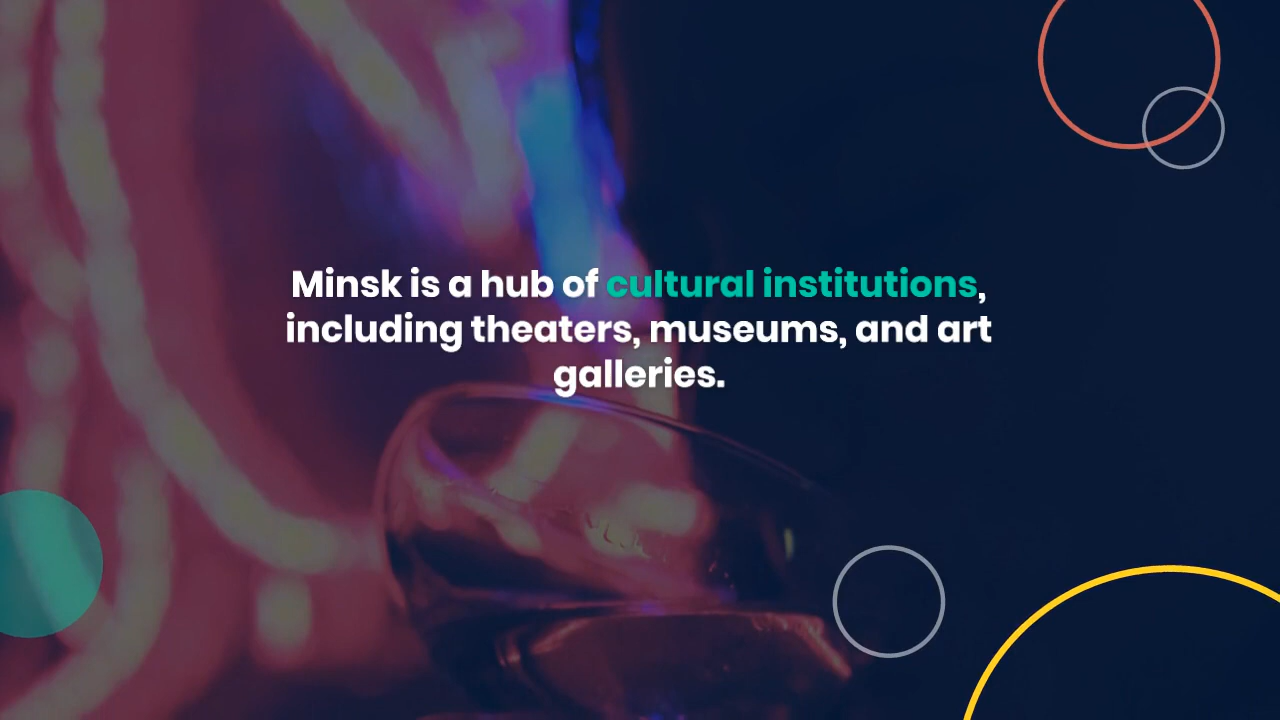 Minsk is a hub of cultural institutions,
including theaters, museums, and art
galleries.